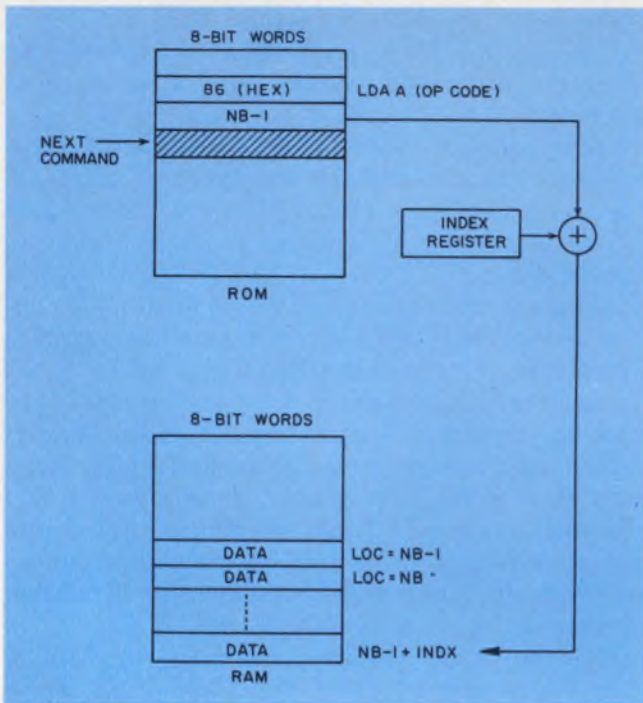 8-BIT WORDS
B6 (HEX)
LDA A (OP CODE)
NB-1
NEXT
COMMAND
INDEX
REGISTER
+
ROM
8-BIT WORDS
DATA
LOC = NB-1
DATA
LOC = NB
DATA
NB-1 + INDX
RAM